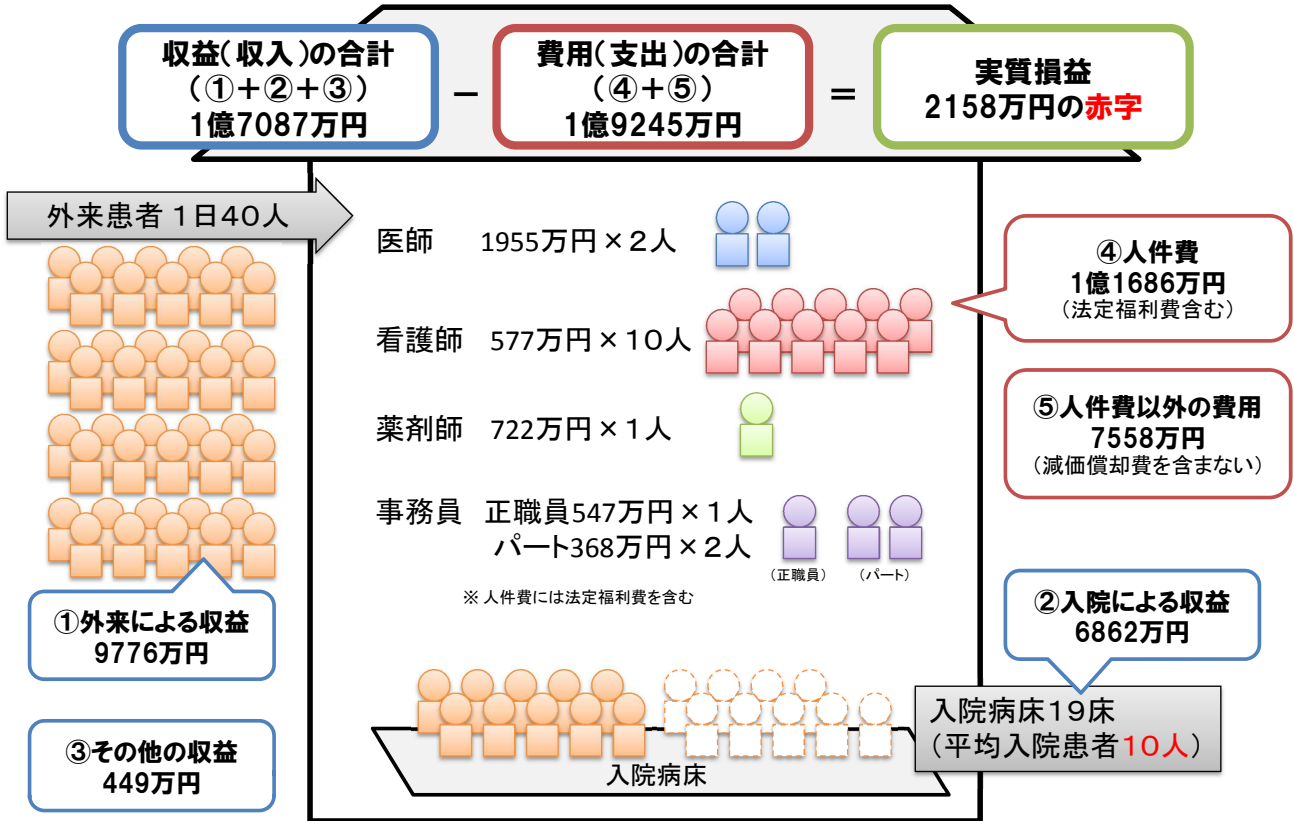 収益(収入)の合計
(①+②+③)
1億7087万円
−
費用(支出)の合計
(④+⑤)
1億9245万円
=
実質損益
2158万円の赤字
外来患者 1日40人
医師 1955万円×2人
看護師 577万円×10人
薬剤師 722万円×1人
事務員 正職員547万円×1人
パート368万円×2人
(正職員) (パート)
※ 人件費には法定福利費を含む
④人件費
1億1686万円
(法定福利費含む)
⑤人件費以外の費用
7558万円
(減価償却費を含まない)
①外来による収益
9776万円
②入院による収益
6862万円
③その他の収益
449万円
入院病床19床
(平均入院患者10人)
入院病床